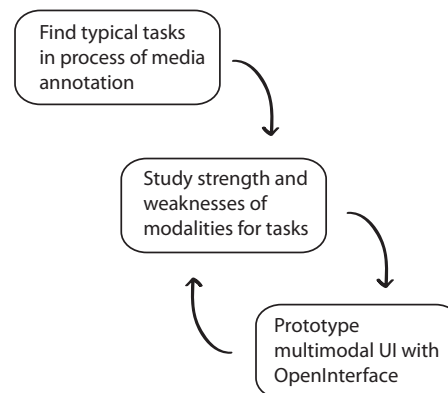 Find typical tasks
in process of media
annotation
Study strength and
weaknesses of
modalities for tasks
Prototype
multimodal UI with
OpenInterface